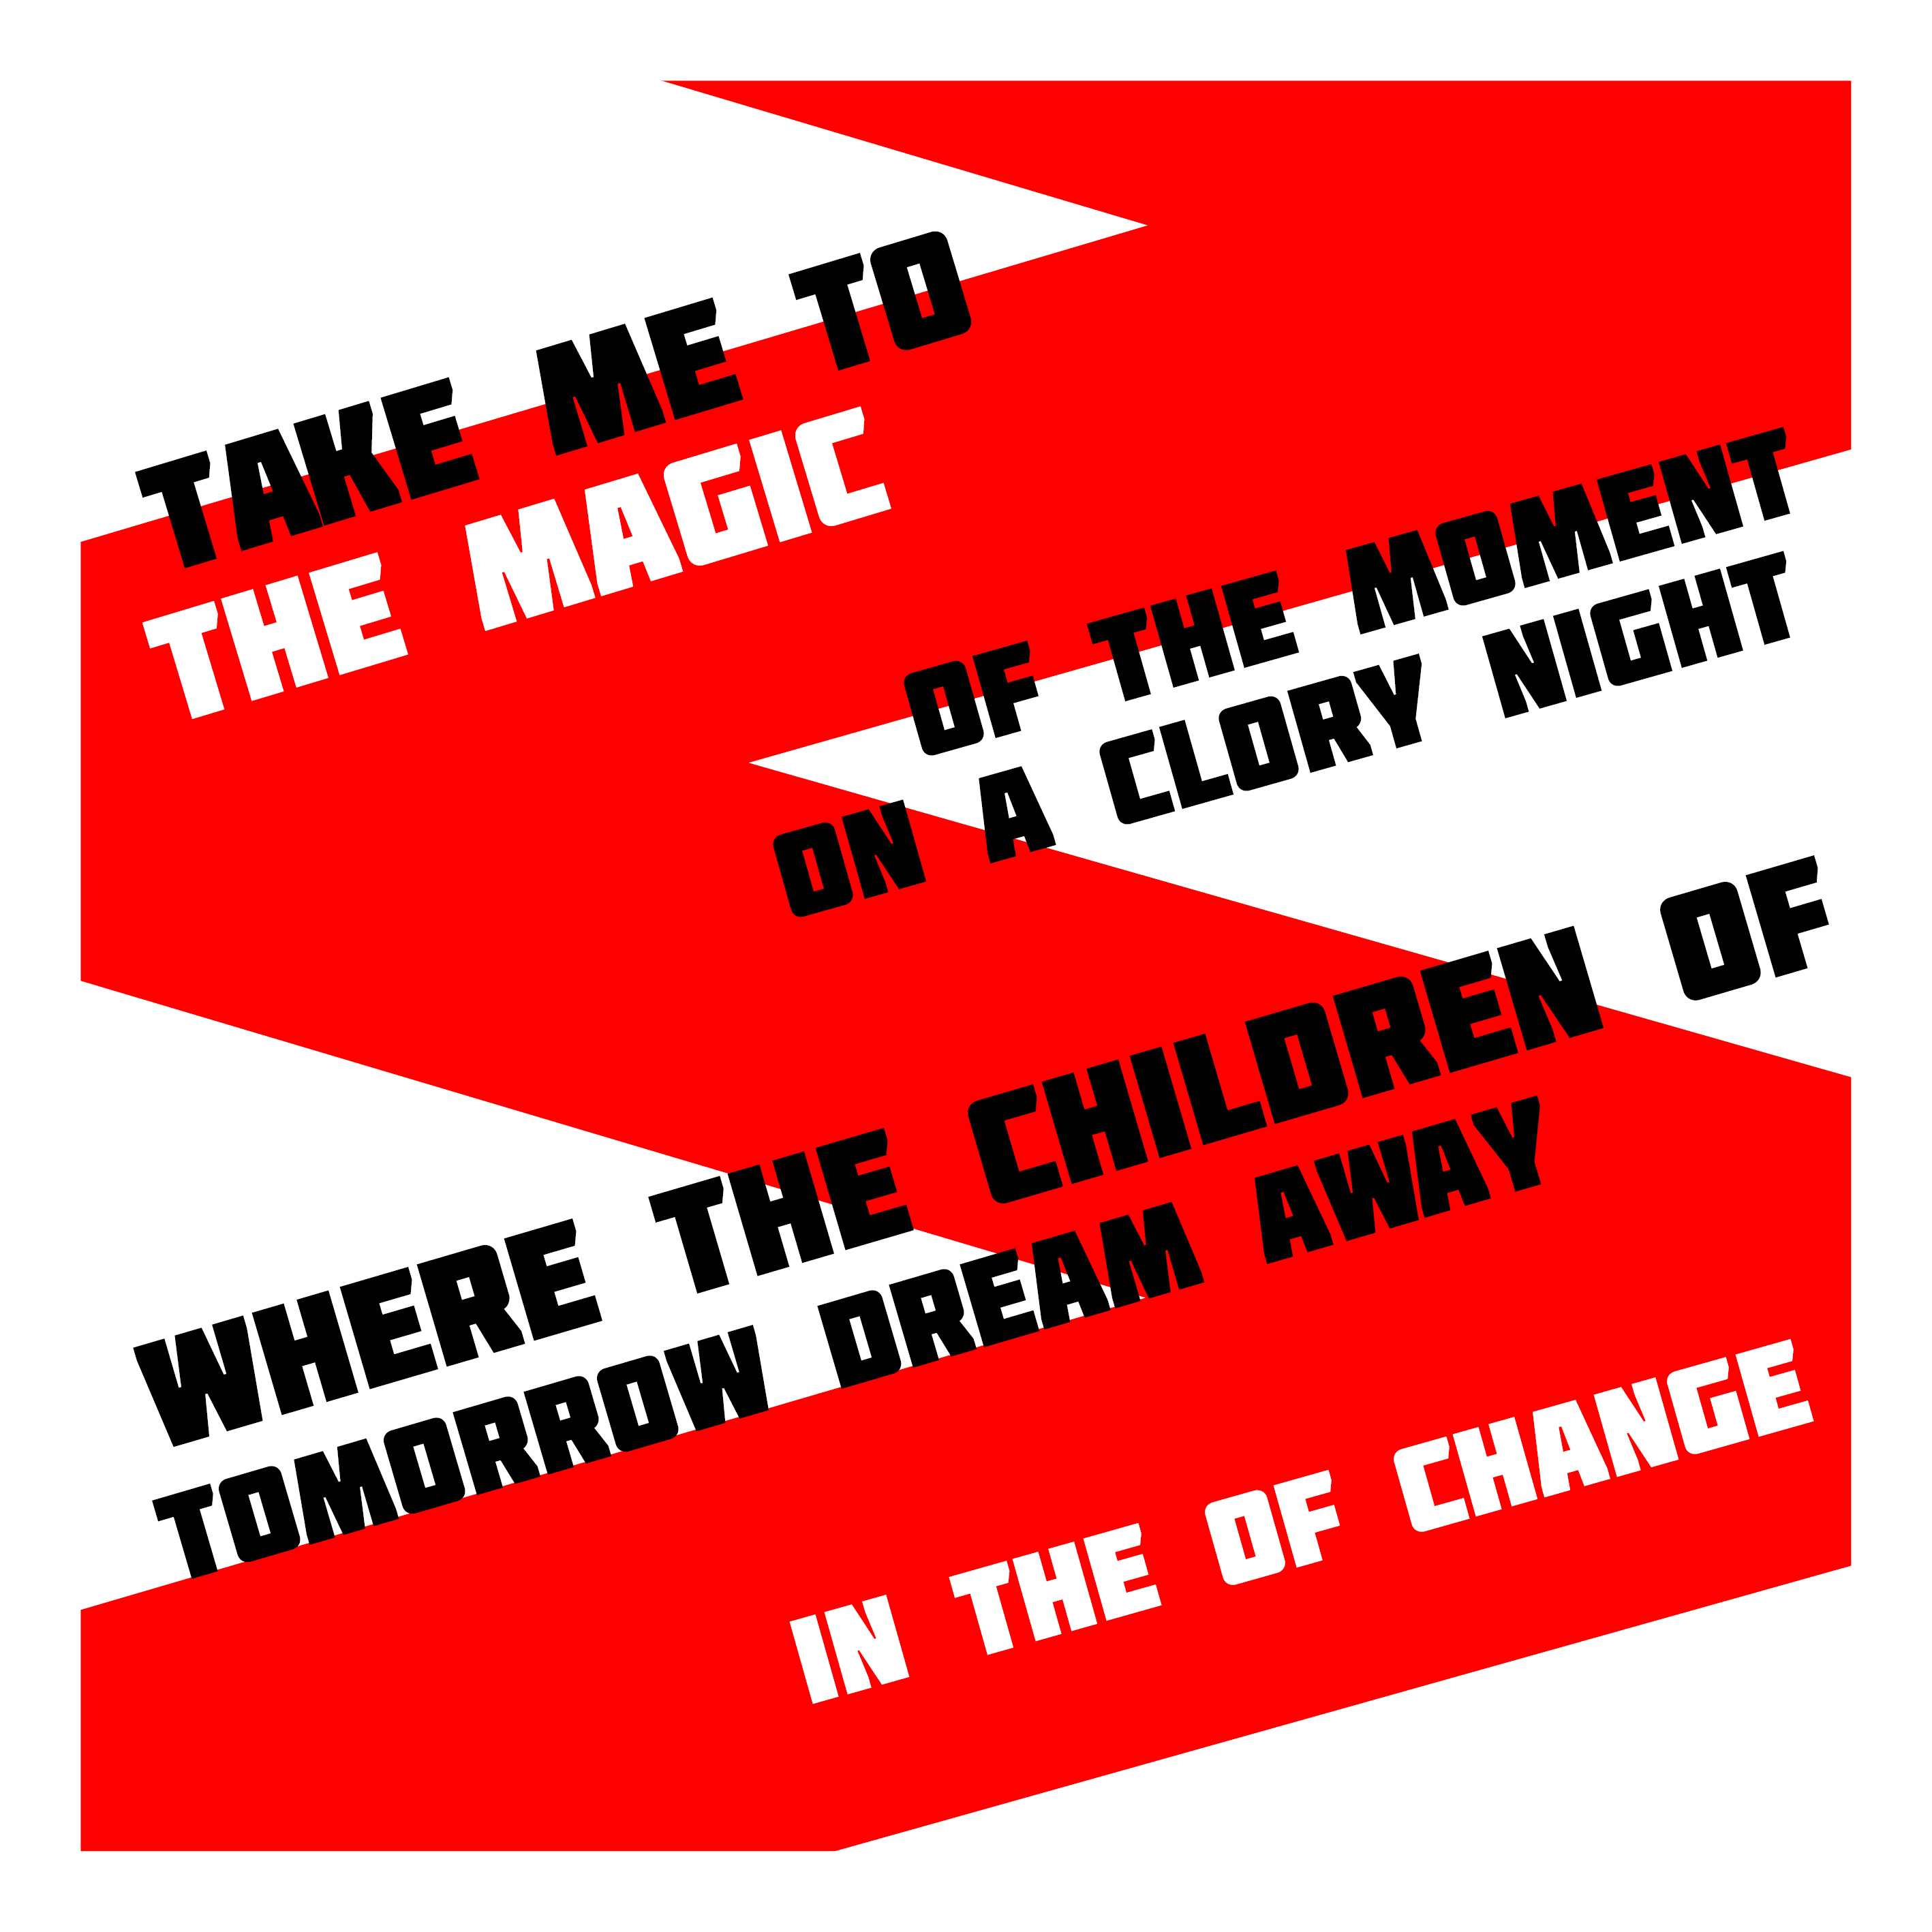 TAKE ME TO
THE MAGIC
OF THE MOMENT
ON A CLORY NIGHT
WHERE THE CHILDREN OF
TOMORROW DREAM AWAY
IN THE OF CHANGE